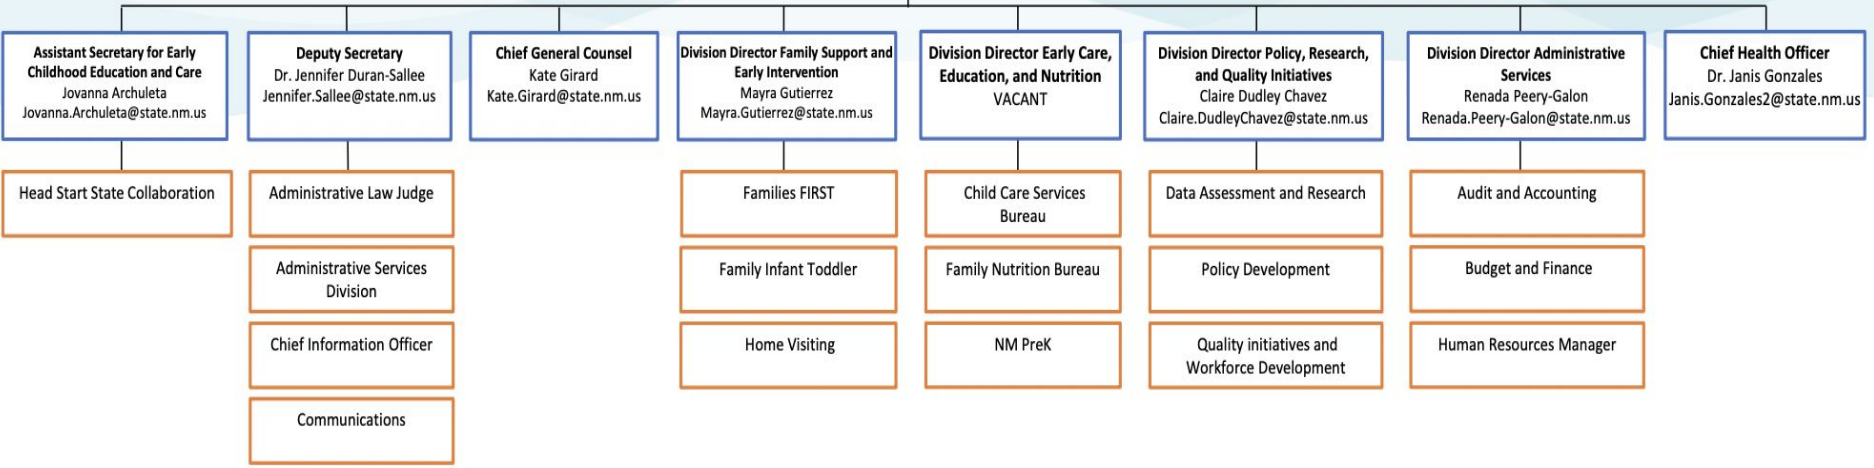 Assistant Secretary for Early
Childhood Education and Care
Jovanna Archuleta
Jovanna.Archuleta@state.nm.us
Deputy Secretary
Dr. Jennifer Duran-Sallee
Jennifer.Sallee@state.nm.us
Chief General Counsel
Kate Girard
Kate.Girard@state.nm.us
Division Director Family Support and
Early Intervention
Mayra Gutierrez
Mayra.Gutierrez@state.nm.us
Division Director Early Care,
Education, and Nutrition
VACANT
Division Director Policy, Research,
and Quality Initiatives
Claire Dudley Chavez
Claire.DudleyChavez@state.nm.us
Division Director Administrative
Services
Renada Peery-Galon
Renada.Peery-Galon@state.nm.us
Chief Health Officer
Dr. Janis Gonzales
Janis.Gonzales2@state.nm.us
Head Start State Collaboration
Administrative Law Judge
Administrative Services
Division
Chief Information Officer
Communications
Families FIRST
Family Infant Toddler
Home Visiting
Child Care Services
Bureau
Family Nutrition Bureau
NM PreK
Data Assessment and Research
Policy Development
Quality initiatives and
Workforce Development
Audit and Accounting
Budget and Finance
Human Resources Manager